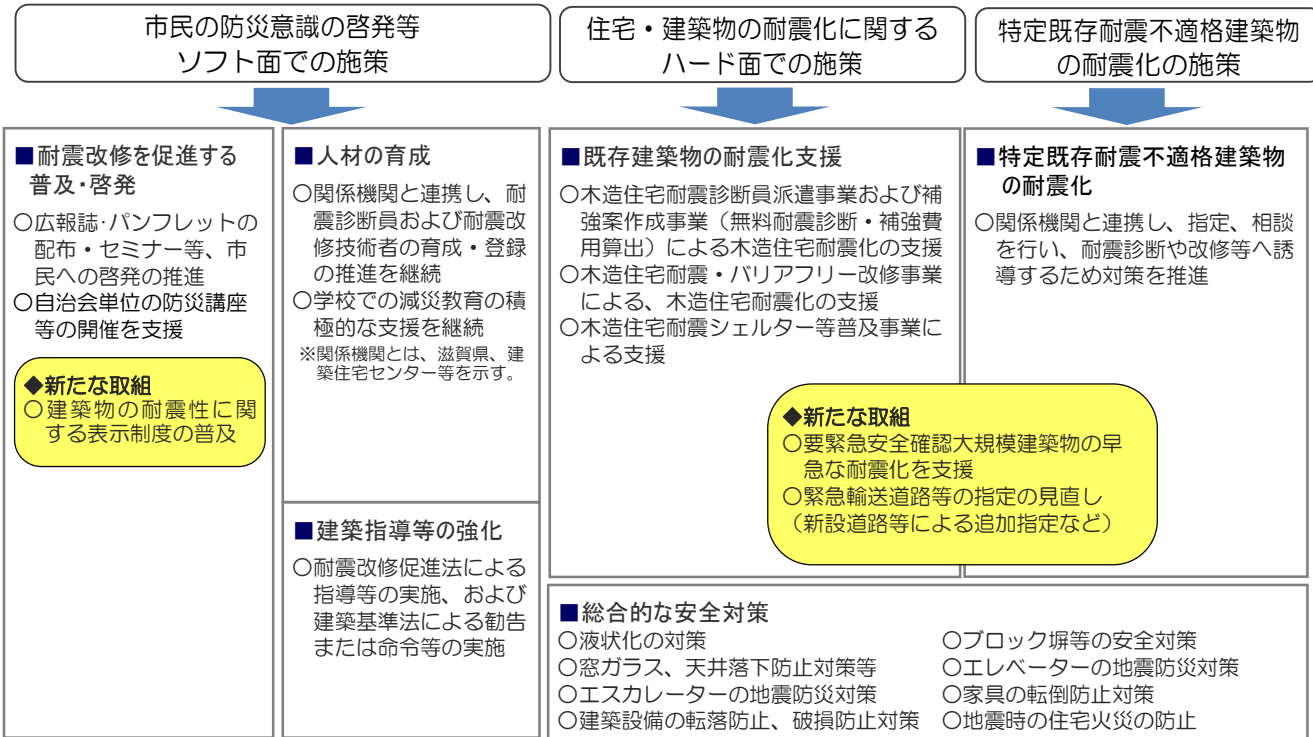 市民の防災意識の啓発等
ソフト面での施策
住宅・建築物の耐震化に関する
ハード面での施策
特定既存耐震不適格建築物
の耐震化の施策
■耐震改修を促進する
普及・啓発
○広報誌・パンフレットの
配布・セミナー等、市
民への啓発の推進
○自治会単位の防災講座
等の開催を支援
◆新たな取組
○建築物の耐震性に関
する表示制度の普及
■人材の育成
○関係機関と連携し、耐
震診断員および耐震改
修技術者の育成・登録
の推進を継続
○学校での減災教育の積
極的な支援を継続
※関係機関とは、滋賀県、建
築住宅センター等を示す。
■建築指導等の強化
○耐震改修促進法による
指導等の実施、および
建築基準法による勧告
または命令等の実施
■既存建築物の耐震化支援
○木造住宅耐震診断員派遣事業および補
強案作成事業（無料耐震診断・補強費
用算出）による木造住宅耐震化の支援
○木造住宅耐震・バリアフリー改修事業
による、木造住宅耐震化の支援
○木造住宅耐震シェルター等普及事業に
よる支援
■特定既存耐震不適格建築物
の耐震化
○関係機関と連携し、指定、相談
を行い、耐震診断や改修等へ誘
導するため対策を推進
◆新たな取組
○要緊急安全確認大規模建築物の早
急な耐震化を支援
○緊急輸送道路等の指定の見直し
（新設道路等による追加指定など）
■総合的な安全対策
○液状化の対策
○窓ガラス、天井落下防止対策等
○エスカレーターの地震防災対策
○建築設備の転落防止、破損防止対策
○ブロック塀等の安全対策
○エレベーターの地震防災対策
○家具の転倒防止対策
○地震時の住宅火災の防止